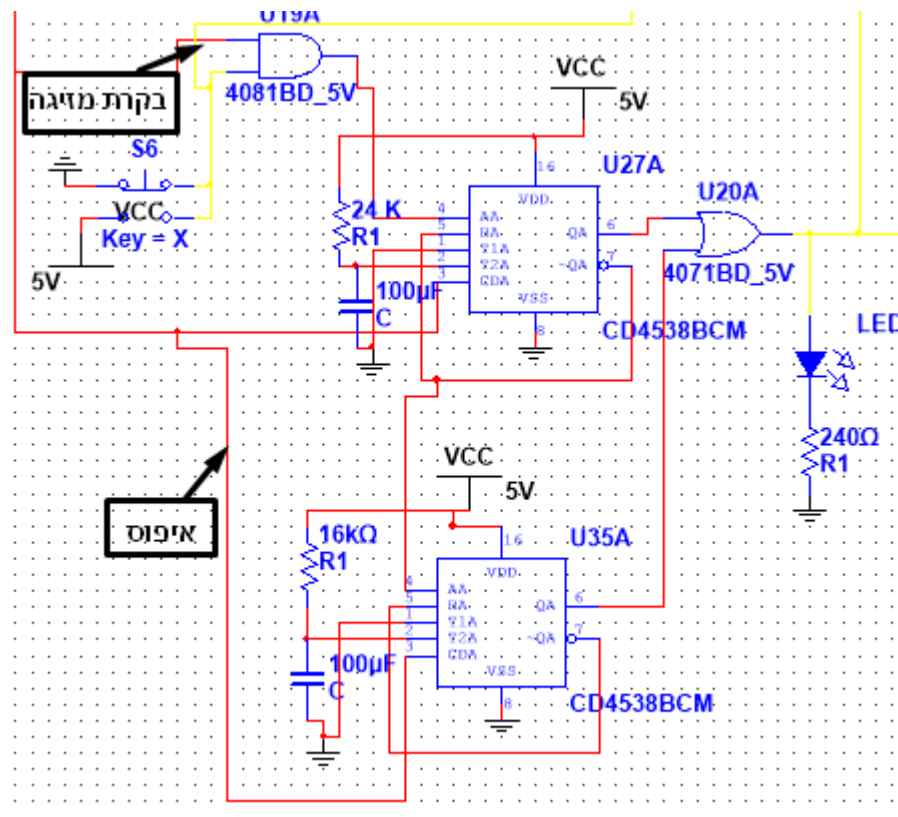 U19A
VCC
5V
4081BD_5V
בקרת מזיגה
S6
16
U27A
VDD
U20A
VCC
24 K
R1
4
AA
5
BA
QA
6
Key = X
1
T1A
2
T2A
~QA
7
4071BD_5V
5V
3
CDA
100µF
C
VSS
8
CD4538BCM
LED
240Ω
R1
VCC
5V
איפוס
16kΩ
R1
16
U35A
VDD
4
AA
5
BA
QA
6
1
T1A
2
T2A
~QA
7
3
CDA
100µF
C
VSS
8
CD4538BCM